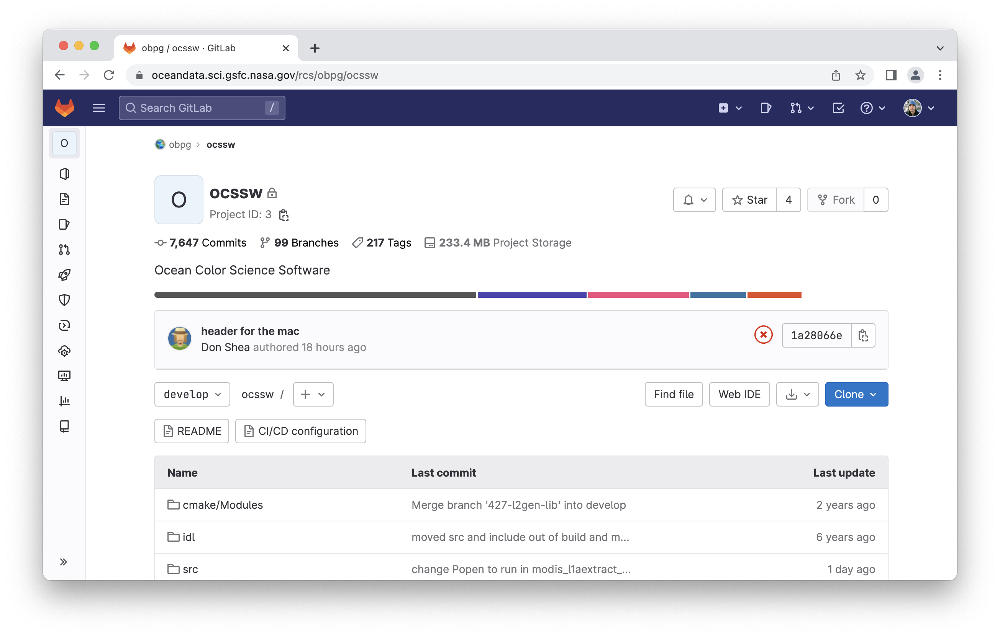 obpg / ocssw · GitLab
oceandata.sci.gsfc.nasa.gov/rcs/obpg/ocssw
Search GitLab /
O
obpg > ocssw
O
ocssw
Project ID: 3
Star 4
Fork 0
7,647 Commits 99 Branches 217 Tags 233.4 MB Project Storage
Ocean Color Science Software
header for the mac
Don Shea authored 18 hours ago
1a28066e
develop ocssw / + Find file Web IDE Clone
README CI/CD configuration
Name Last commit Last update
cmake/Modules Merge branch '427-l2gen-lib' into develop 2 years ago
idl moved src and include out of build and m... 6 years ago
src change Popen to run in modis_l1aextract_... 1 day ago